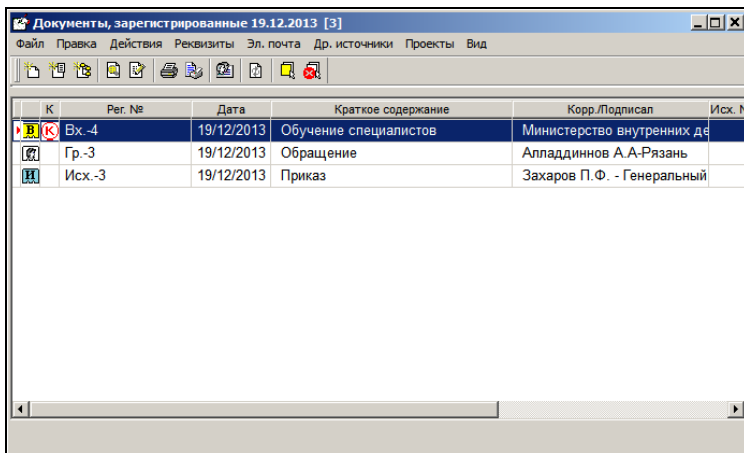 Документы, зарегистрированные 19.12.2013 [3]
Файл Правка Действия Реквизиты Эл. почта Др. источники Проекты Вид
К Рег. № Дата Краткое содержание Корр./Подписал Исх. N
В К Вх.-4 19/12/2013 Обучение специалистов Министерство внутренних де
Гр.-3 19/12/2013 Обращение Алладдиннов А.А-Рязань
И Исх.-3 19/12/2013 Приказ Захаров П.Ф. - Генеральный